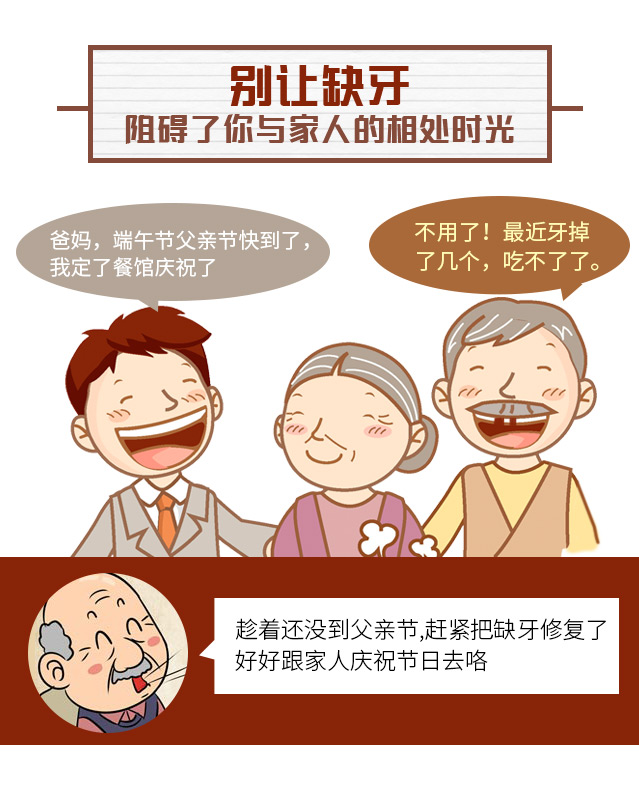 别让缺牙
阻碍了你与家人的相处时光
爸妈，端午节父亲节快到了，
我定了餐馆庆祝了
不用了！最近牙掉
了几个，吃不了了。
趁着还没到父亲节,赶紧把缺牙修复了
好好跟家人庆祝节日去咯